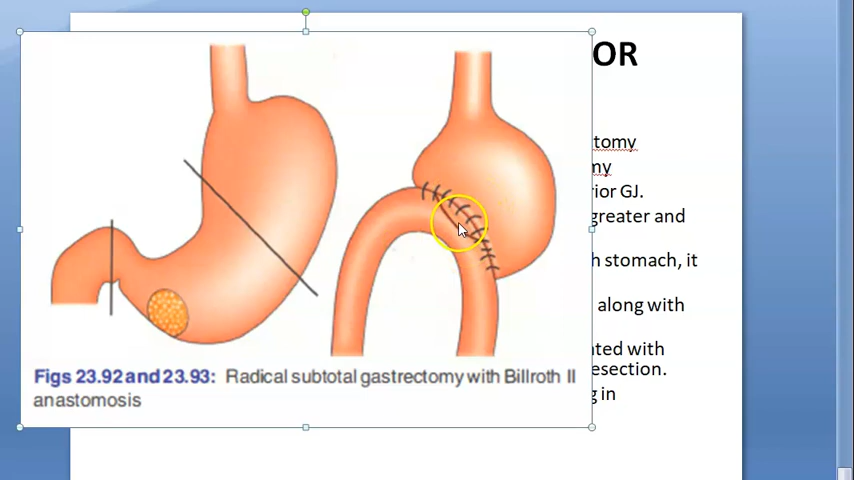 OR
tomy
my
rior GJ.
greater and
h stomach, it
along with
ated with
esection.
g in
Figs 23.92 and 23.93: Radical subtotal gastrectomy with Billroth II
anastomosis